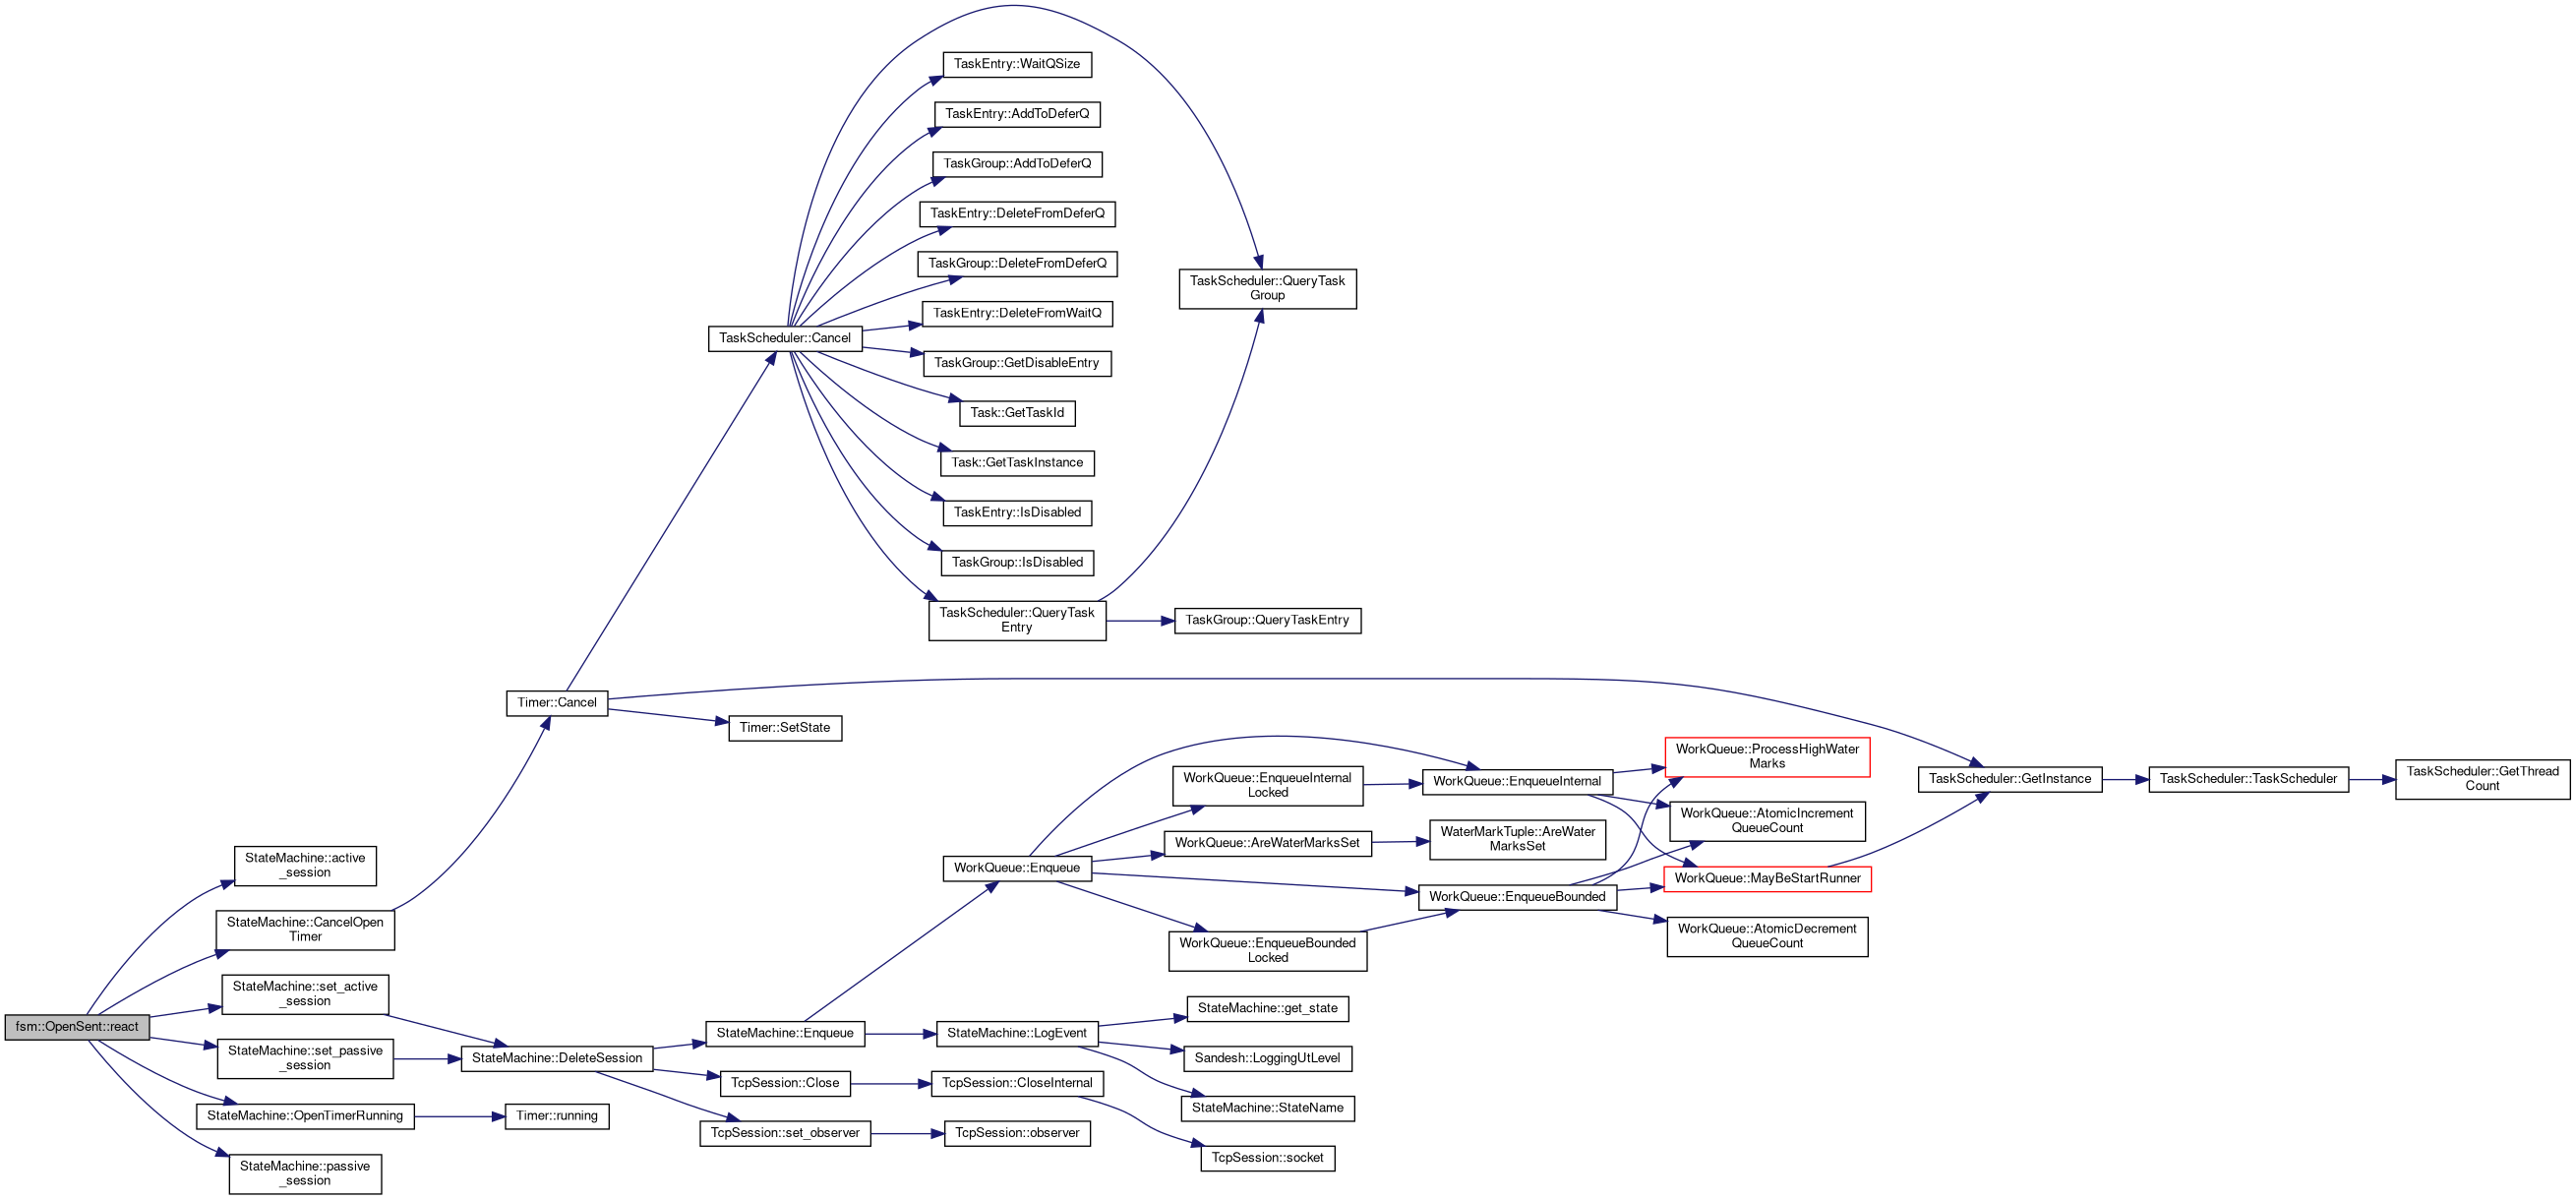 TaskEntry::WaitQSize
TaskEntry::AddToDeferQ
TaskGroup::AddToDeferQ
TaskEntry::DeleteFromDeferQ
TaskGroup::DeleteFromDeferQ
TaskScheduler::QueryTask
Group
TaskEntry::DeleteFromWaitQ
TaskScheduler::Cancel
TaskGroup::GetDisableEntry
Task::GetTaskId
Task::GetTaskInstance
TaskEntry::IsDisabled
TaskGroup::IsDisabled
TaskScheduler::QueryTask
Entry
TaskGroup::QueryTaskEntry
Timer::Cancel
Timer::SetState
WorkQueue::ProcessHighWater
Marks
WorkQueue::EnqueueInternal
Locked
WorkQueue::EnqueueInternal
TaskScheduler::GetInstance
TaskScheduler::TaskScheduler
TaskScheduler::GetThread
Count
WorkQueue::AtomicIncrement
QueueCount
WorkQueue::AreWaterMarksSet
WaterMarkTuple::AreWater
MarksSet
StateMachine::active
_session
WorkQueue::Enqueue
WorkQueue::MayBeStartRunner
WorkQueue::EnqueueBounded
StateMachine::CancelOpen
Timer
WorkQueue::AtomicDecrement
QueueCount
WorkQueue::EnqueueBounded
Locked
StateMachine::set_active
_session
StateMachine::get_state
fsm::OpenSent::react
StateMachine::Enqueue
StateMachine::LogEvent
StateMachine::set_passive
_session
StateMachine::DeleteSession
Sandesh::LoggingUtLevel
TcpSession::Close
TcpSession::CloseInternal
StateMachine::StateName
StateMachine::OpenTimerRunning
Timer::running
TcpSession::set_observer
TcpSession::observer
TcpSession::socket
StateMachine::passive
_session